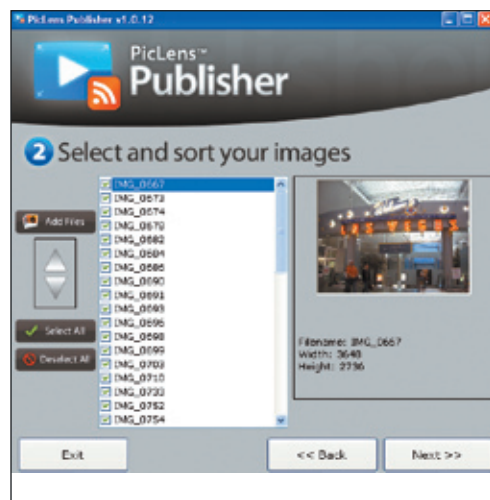 PicLens Publisher v1.0.12
PicLens™
Publisher
2 Select and sort your images
Add Files
Select All
Deselect All
IMG_0667
IMG_0673
IMG_0674
IMG_0678
IMG_0682
IMG_0684
IMG_0686
IMG_0690
IMG_0691
IMG_0693
IMG_0696
IMG_0698
IMG_0699
IMG_0703
IMG_0710
IMG_0733
IMG_0752
IMG_0754
LAS VEGAS
Filename: IMG_0667
Width: 3648
Height: 2736
Exit
<< Back
Next >>